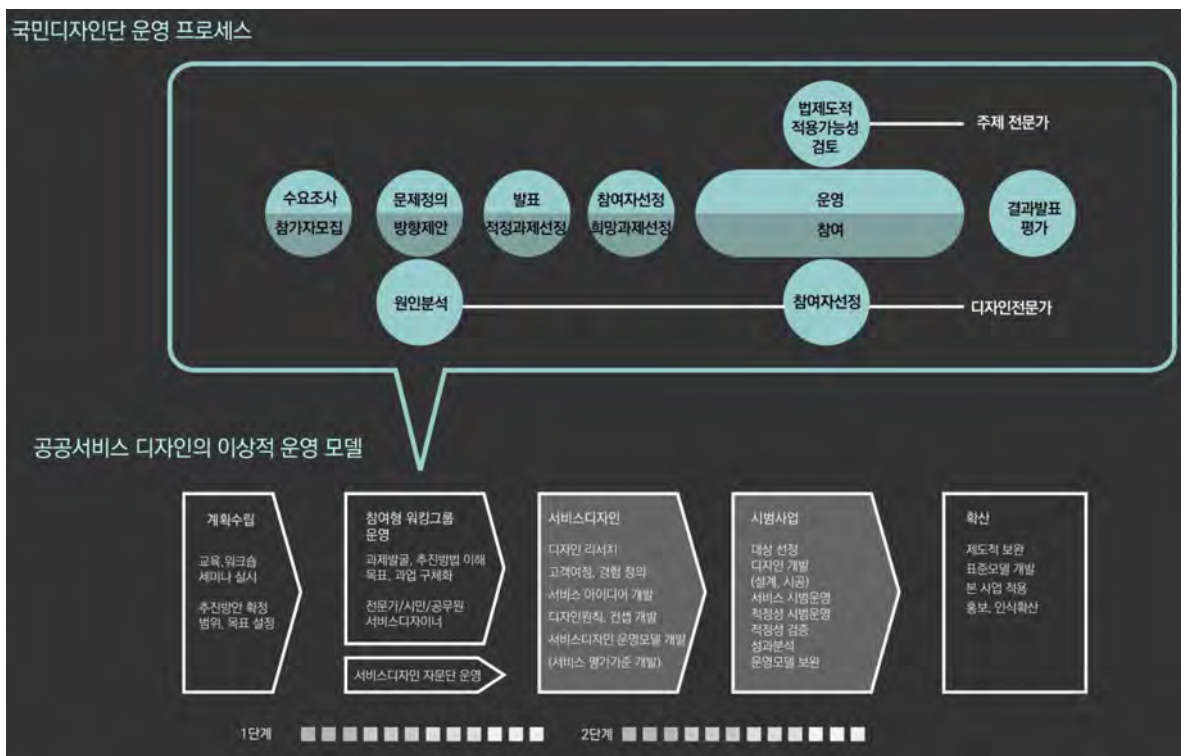 국민디자인단 운영 프로세스
법제도적
적용가능성
검토
주제 전문가
수요조사
참가자모집
문제정의
방향제안
발표
적정과제선정
참여자선정
희망과제선정
운영
참여
결과발표
평가
원인분석
참여자선정
디자인전문가
공공서비스 디자인의 이상적 운영 모델
계획수립
교육,워크숍
세미나 실시
추진방안 확정
범위, 목표 설정
참여형 워킹그룹
운영
과제발굴, 추진방법 이해
목표, 과업 구체화
전문가/시민/공무원
서비스디자이너
서비스디자인 자문단 운영
서비스디자인
디자인 리서치
고객여정, 경험 정의
서비스 아이디어 개발
디자인원칙, 컨셉 개발
서비스디자인 운영모델 개발
(서비스 평가기준 개발)
시범사업
대상 선정
디자인 개발
(설계, 시공)
서비스 시범운영
적정성 시범운영
적정성 검증
성과분석
운영모델 보완
확산
제도적 보완
표준모델 개발
본 사업 적용
홍보, 인식확산
1단계
2단계